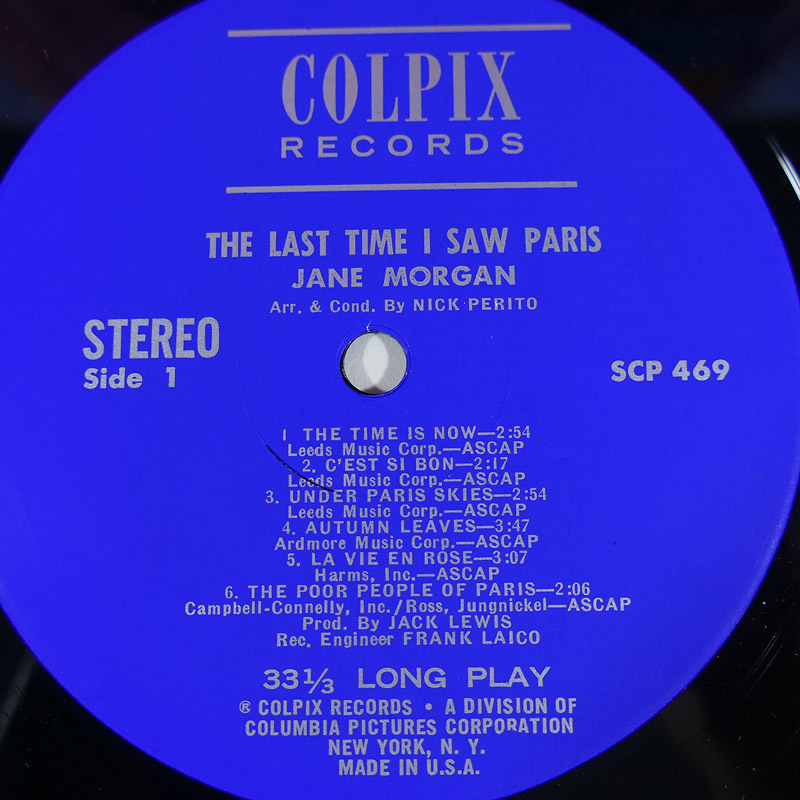 COLPIX
RECORDS
THE LAST TIME I SAW PARIS
JANE MORGAN
Arr. & Cond. By NICK PERITO
STEREO
Side 1
SCP 469
1 THE TIME IS NOW—2:54
Leeds Music Corp.—ASCAP
2. C'EST SI BON—2:17
Leeds Music Corp.—ASCAP
3. UNDER PARIS SKIES—2:54
Leeds Music Corp.—ASCAP
4. AUTUMN LEAVES—3:47
Ardmore Music Corp.—ASCAP
5. LA VIE EN ROSE—3:07
Harms, Inc.—ASCAP
6. THE POOR PEOPLE OF PARIS—2:06
Campbell-Connelly, Inc./Ross, Jungnickel—ASCAP
Prod. By JACK LEWIS
Rec. Engineer FRANK LAICO
33⅓ LONG PLAY
® COLPIX RECORDS • A DIVISION OF
COLUMBIA PICTURES CORPORATION
NEW YORK, N. Y.
MADE IN U.S.A.